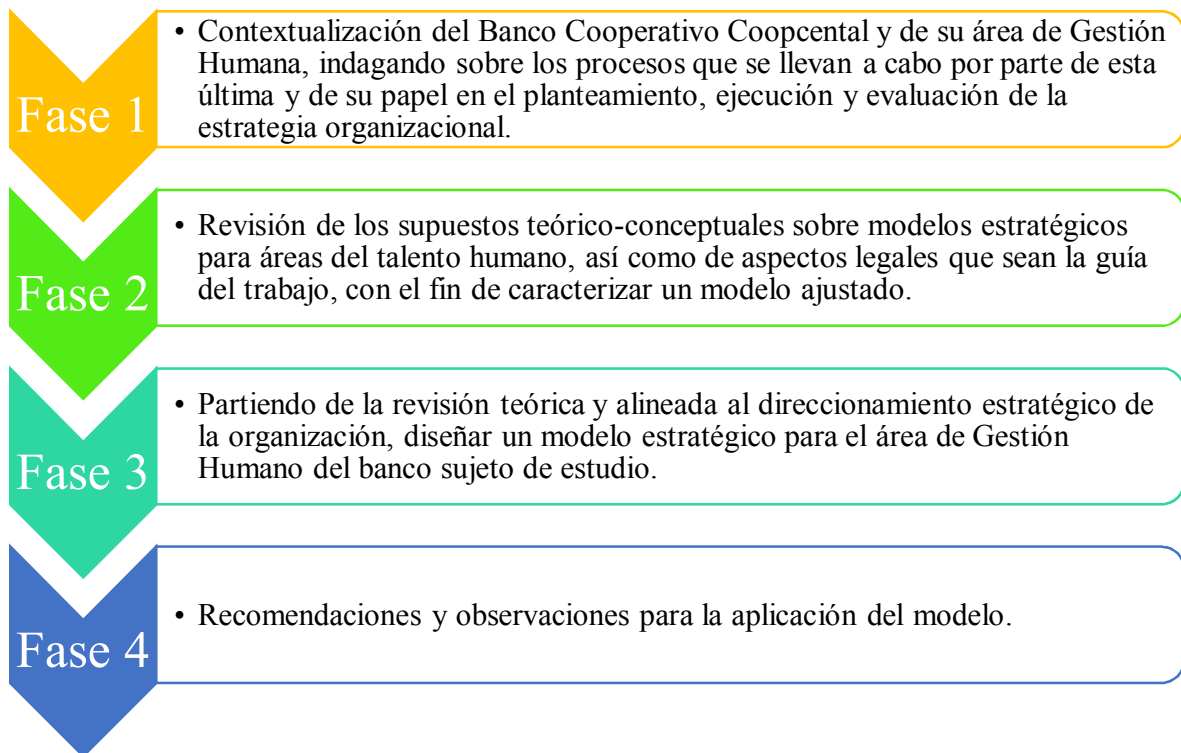 Fase 1
• Contextualización del Banco Cooperativo Coopcental y de su área de Gestión
Humana, indagando sobre los procesos que se llevan a cabo por parte de esta
última y de su papel en el planteamiento, ejecución y evaluación de la
estrategia organizacional.
Fase 2
• Revisión de los supuestos teórico-conceptuales sobre modelos estratégicos
para áreas del talento humano, así como de aspectos legales que sean la guía
del trabajo, con el fin de caracterizar un modelo ajustado.
Fase 3
• Partiendo de la revisión teórica y alineada al direccionamiento estratégico de
la organización, diseñar un modelo estratégico para el área de Gestión
Humano del banco sujeto de estudio.
Fase 4
• Recomendaciones y observaciones para la aplicación del modelo.